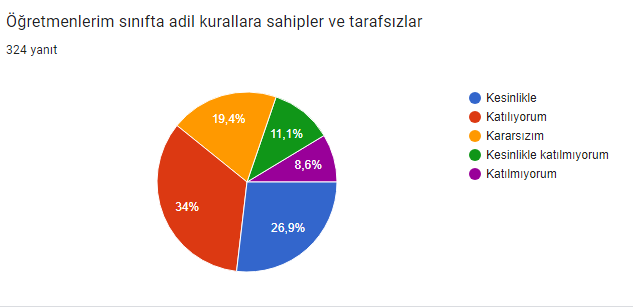 Öğretmenlerim sınıfta adil kurallara sahipler ve tarafsızlar
324 yanıt
Kesinlikle
Katılıyorum
Kararsızım
Kesinlikle katılmıyorum
Katılmıyorum
19,4%
11,1%
8,6%
34%
26,9%